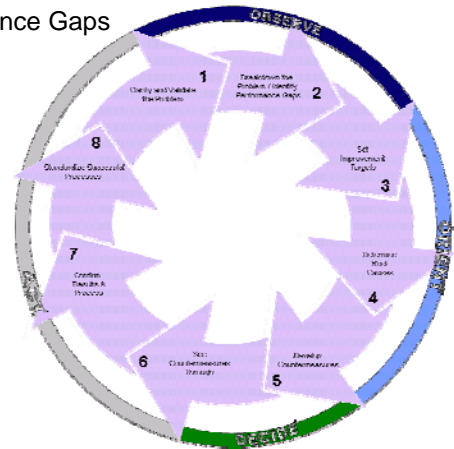 nce Gaps
OBSERVE
1
Clarify and Validate
the Problem
2
Breakdown the
Problem / Identify
Performance Gaps
3
Set
Improvement
Targets
4
Determine
Root
Causes
5
Develop
Countermeasures
DECIDE
6
See
Countermeasures
Through
7
Confirm
Results &
Process
8
Standardize Successful
Processes